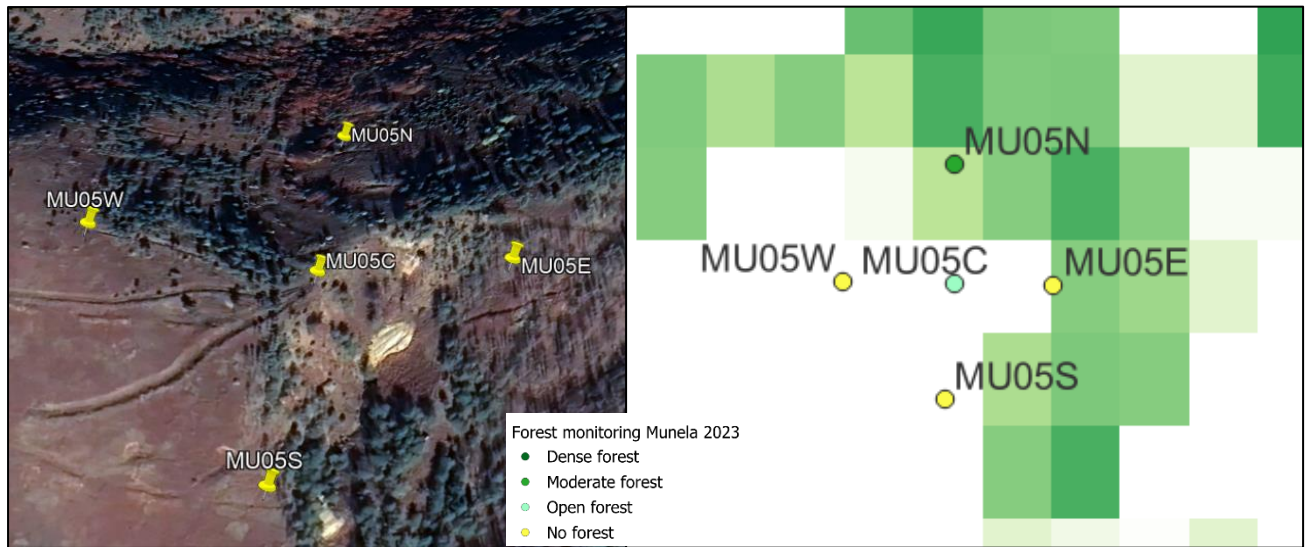 MU05N
MU05W
MU05C
MU05E
MU05S
MU05N
MU05W
MU05C
MU05E
MU05S
Forest monitoring Munela 2023
Dense forest
Moderate forest
Open forest
No forest